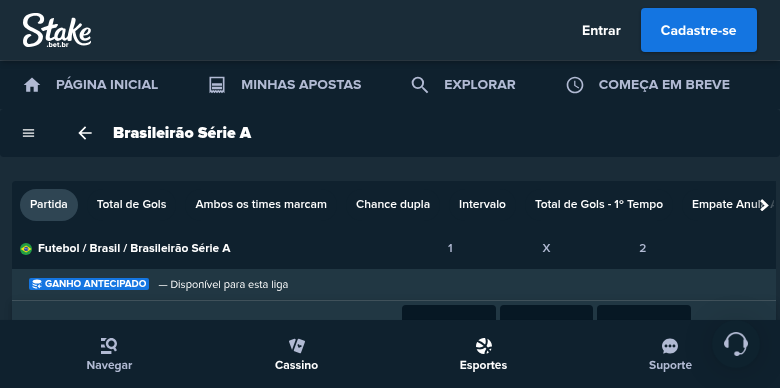 Stake
.bet.br
Entrar
Cadastre-se
PÁGINA INICIAL
MINHAS APOSTAS
EXPLORAR
COMEÇA EM BREVE
Brasileirão Série A
Partida
Total de Gols
Ambos os times marcam
Chance dupla
Intervalo
Total de Gols - 1º Tempo
Empate
Futebol / Brasil / Brasileirão Série A
1
X
2
GANHO ANTECIPADO
— Disponível para esta liga
Navegar
Cassino
Esportes
Suporte